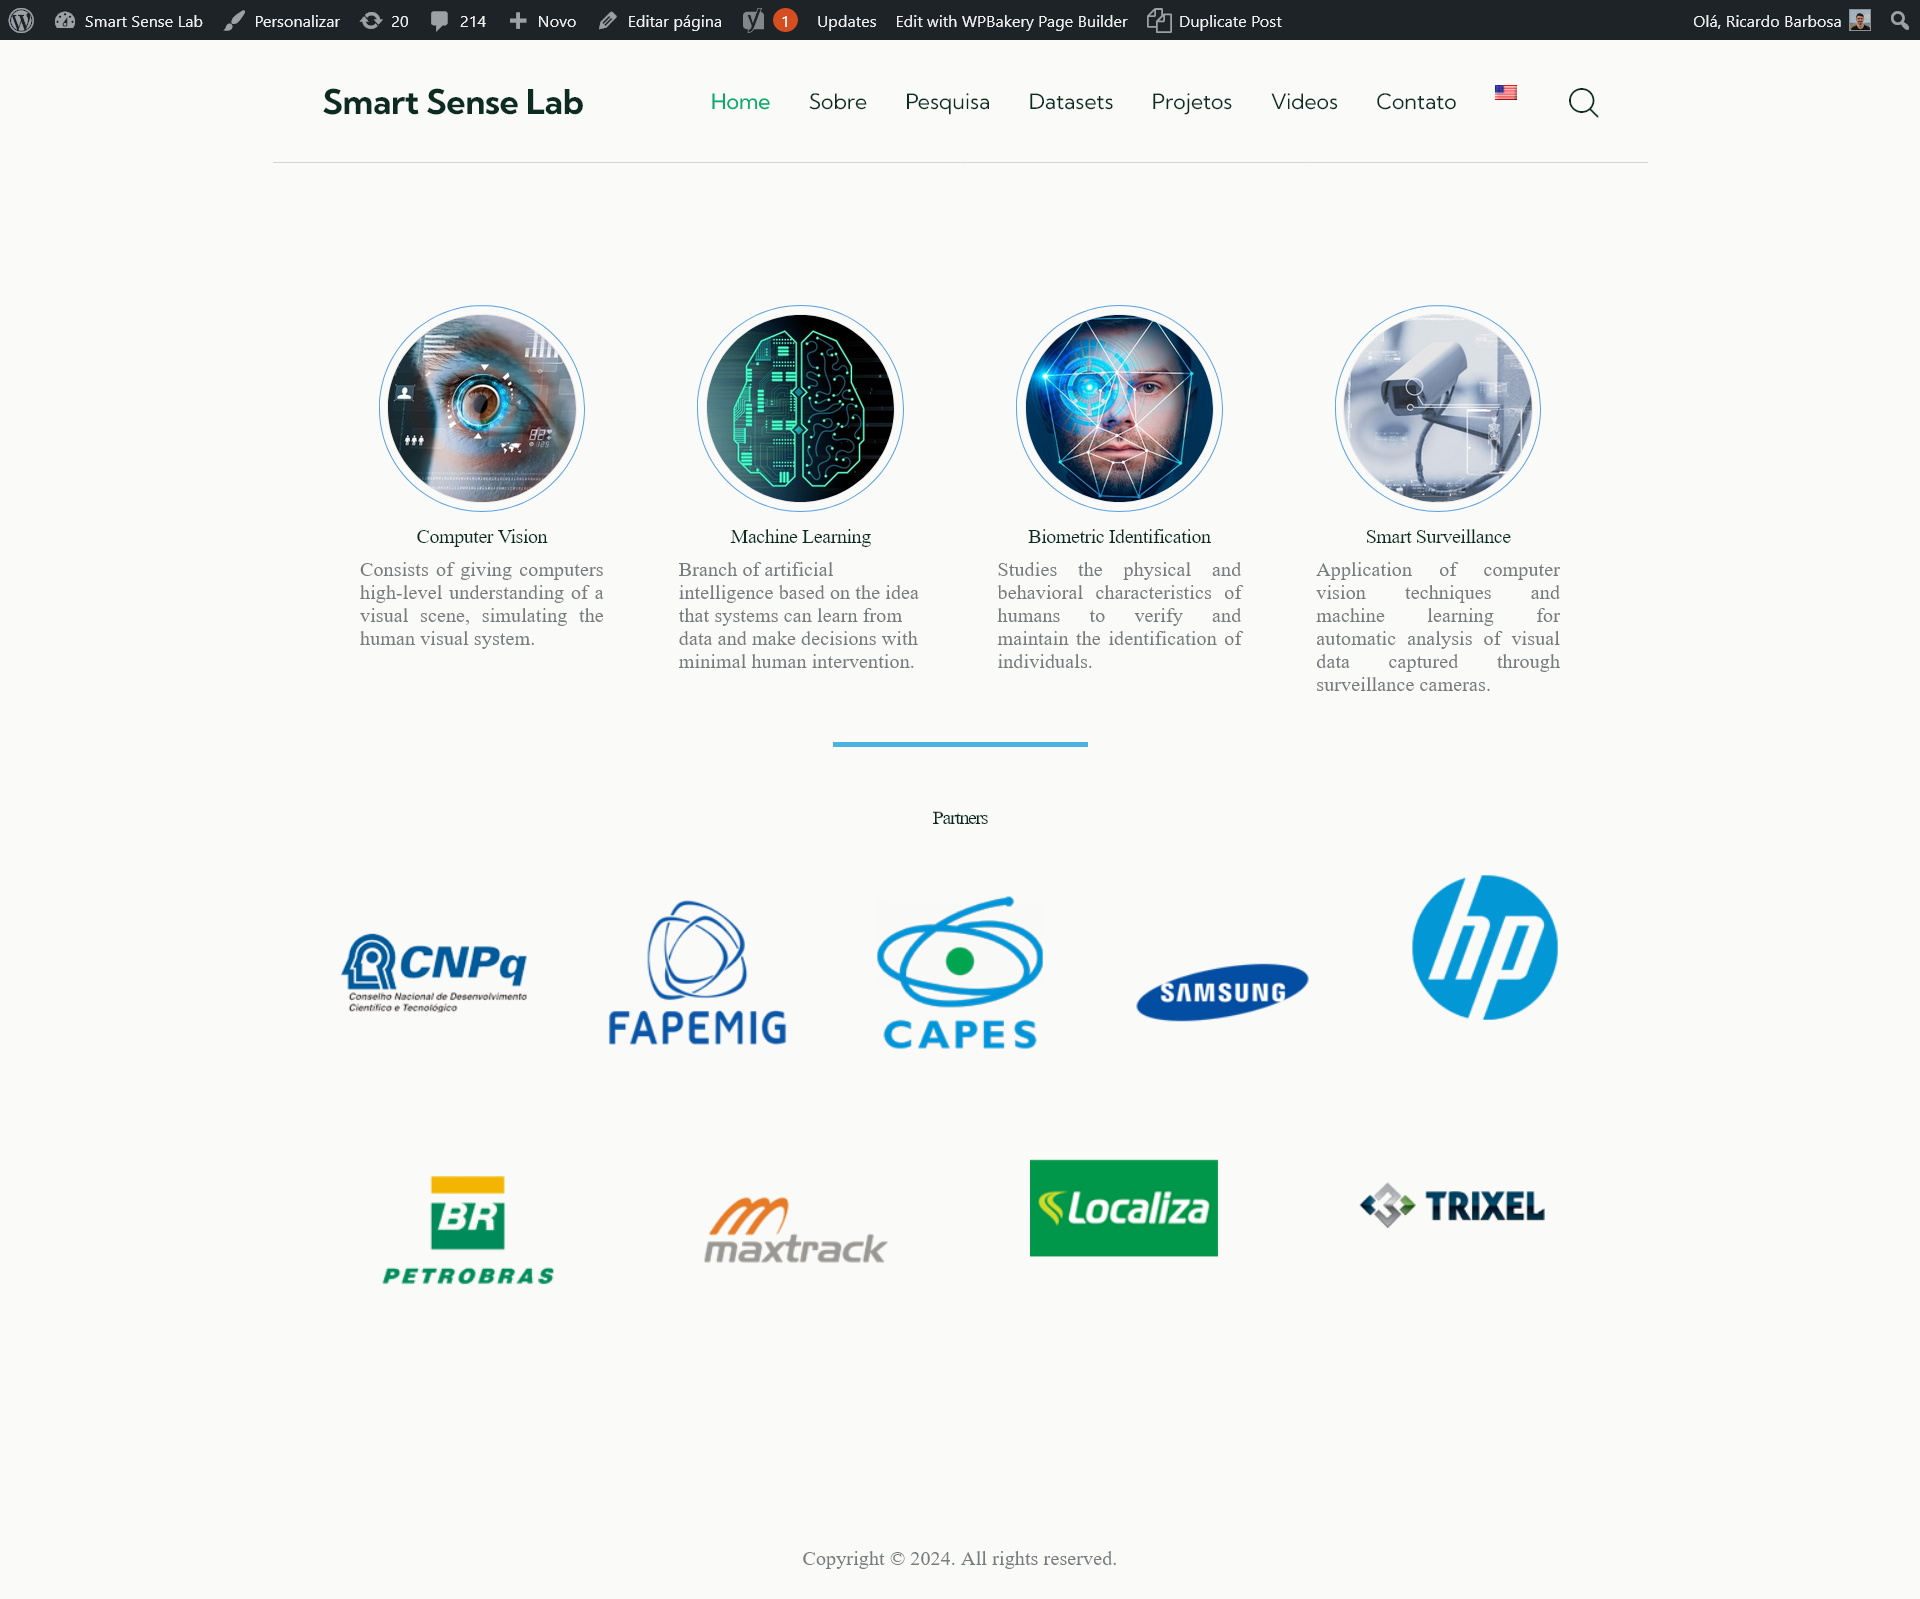 Smart Sense Lab Personalizar 20 214 Novo Editar página 1 Updates Edit with WPBakery Page Builder Duplicate Post Olá, Ricardo Barbosa
Smart Sense Lab Home Sobre Pesquisa Datasets Projetos Videos Contato
Computer Vision
Consists of giving computers
high-level understanding of a
visual scene, simulating the
human visual system.
Machine Learning
Branch of artificial
intelligence based on the idea
that systems can learn from
data and make decisions with
minimal human intervention.
Biometric Identification
Studies the physical and
behavioral characteristics of
humans to verify and
maintain the identification of
individuals.
Smart Surveillance
Application of computer
vision techniques and
machine learning for
automatic analysis of visual
data captured through
surveillance cameras.
Partners
CNPq
Conselho Nacional de Desenvolvimento
Científico e Tecnológico
FAPEMIG
CAPES
SAMSUNG
hp
BR
PETROBRAS
maxtrack
Localiza
TRIXEL
Copyright © 2024. All rights reserved.